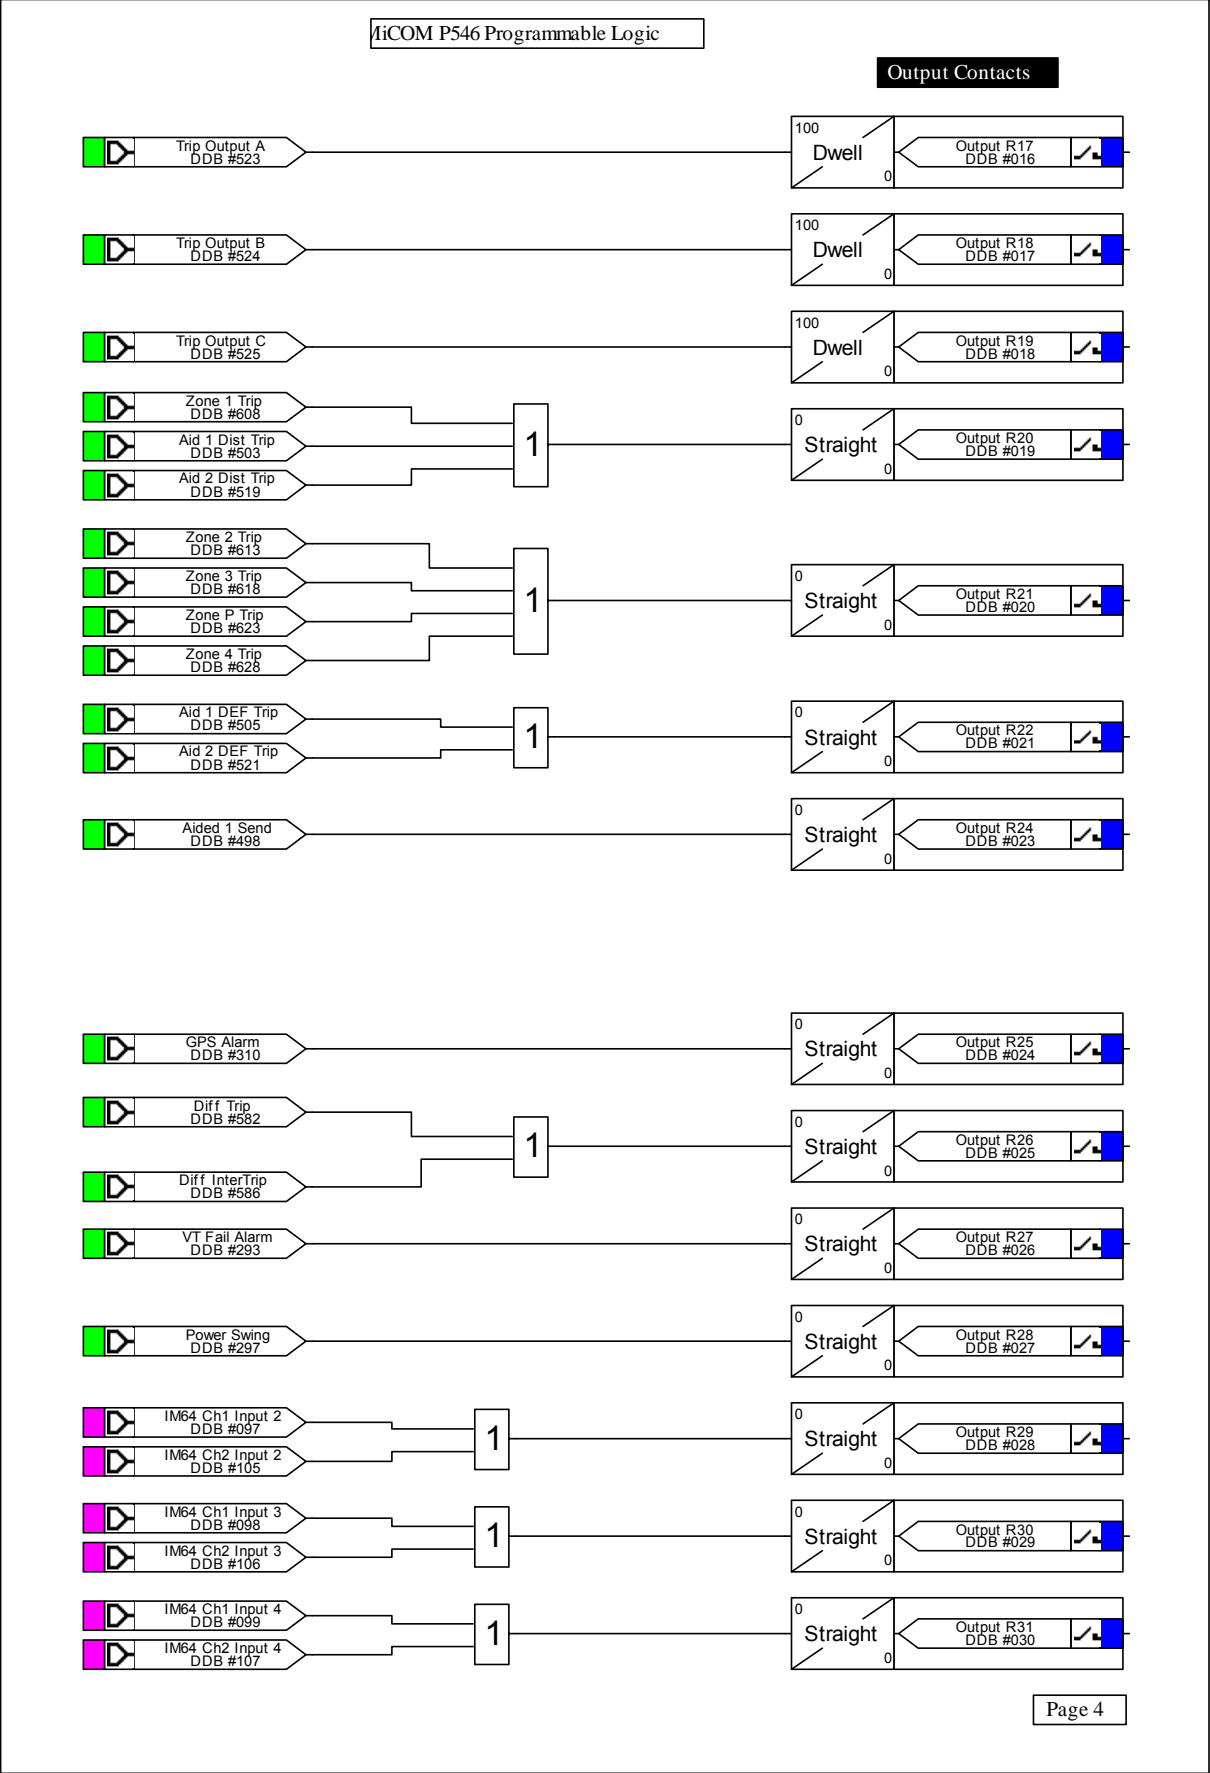 MiCOM P546 Programmable Logic
Output Contacts
Trip Output A
DDB #523
100
Dwell
0
Output R17
DDB #016
Trip Output B
DDB #524
100
Dwell
0
Output R18
DDB #017
Trip Output C
DDB #525
100
Dwell
0
Output R19
DDB #018
Zone 1 Trip
DDB #608
Aid 1 Dist Trip
DDB #503
Aid 2 Dist Trip
DDB #519
1
0
Straight
0
Output R20
DDB #019
Zone 2 Trip
DDB #613
Zone 3 Trip
DDB #618
Zone P Trip
DDB #623
Zone 4 Trip
DDB #628
1
0
Straight
0
Output R21
DDB #020
Aid 1 DEF Trip
DDB #505
Aid 2 DEF Trip
DDB #521
1
0
Straight
0
Output R22
DDB #021
Aided 1 Send
DDB #498
0
Straight
0
Output R24
DDB #023
GPS Alarm
DDB #310
0
Straight
0
Output R25
DDB #024
Diff Trip
DDB #582
Diff InterTrip
DDB #586
1
0
Straight
0
Output R26
DDB #025
VT Fail Alarm
DDB #293
0
Straight
0
Output R27
DDB #026
Power Swing
DDB #297
0
Straight
0
Output R28
DDB #027
IM64 Ch1 Input 2
DDB #097
IM64 Ch2 Input 2
DDB #105
1
0
Straight
0
Output R29
DDB #028
IM64 Ch1 Input 3
DDB #098
IM64 Ch2 Input 3
DDB #106
1
0
Straight
0
Output R30
DDB #029
IM64 Ch1 Input 4
DDB #099
IM64 Ch2 Input 4
DDB #107
1
0
Straight
0
Output R31
DDB #030
Page 4